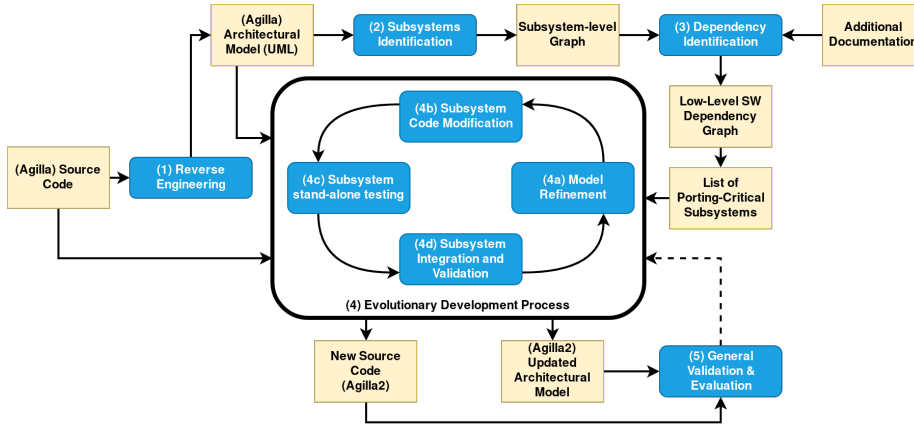 (Agilla)
Architectural
Model (UML)
(2) Subsystems
Identification
Subsystem-level
Graph
(3) Dependency
Identification
Additional
Documentation
(4b) Subsystem
Code Modification
Low-Level SW
Dependency
Graph
(Agilla) Source
Code
(1) Reverse
Engineering
(4c) Subsystem
stand-alone testing
(4a) Model
Refinement
List of
Porting-Critical
Subsystems
(4d) Subsystem
Integration and
Validation
(4) Evolutionary Development Process
New Source
Code
(Agilla2)
(Agilla2)
Updated
Architectural
Model
(5) General
Validation &
Evaluation